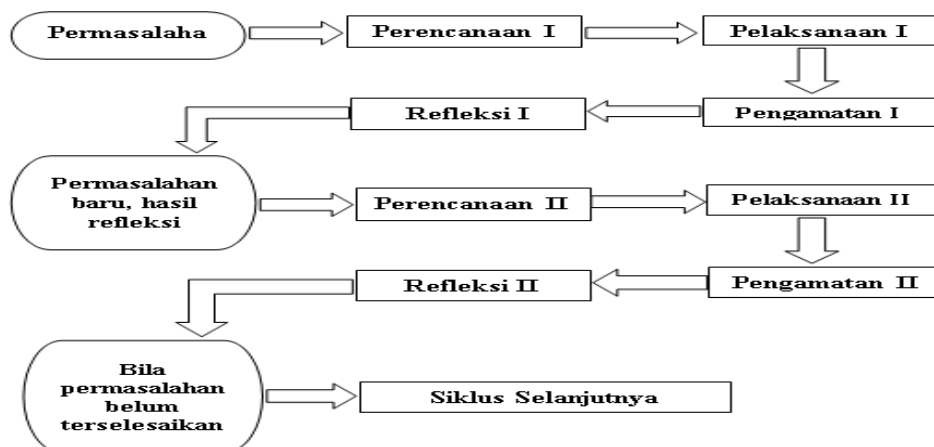 Permasalaha
Perencanaan I
Pelaksanaan I
Refleksi I
Pengamatan I
Permasalahan
baru, hasil
refleksi
Perencanaan II
Pelaksanaan II
Refleksi II
Pengamatan II
Bila
permasalahan
belum
terselesaikan
Siklus Selanjutnya